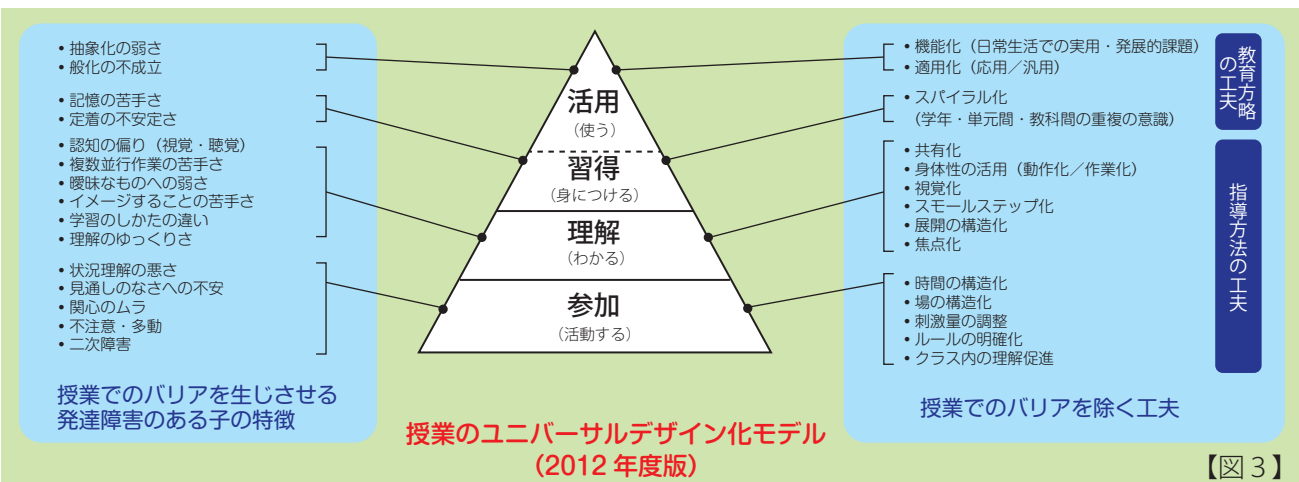 • 抽象化の弱さ
• 般化の不成立
• 記憶の苦手さ
• 定着の不安定さ
• 認知の偏り（視覚・聴覚）
• 複数並行作業の苦手さ
• 曖昧なものへの弱さ
• イメージすることの苦手さ
• 学習のしかたの違い
• 理解のゆっくりさ
• 状況理解の悪さ
• 見通しのなさへの不安
• 関心のムラ
• 不注意・多動
• 二次障害
授業でのバリアを生じさせる
発達障害のある子の特徴
活用
（使う）
習得
（身につける）
理解
（わかる）
参加
（活動する）
授業のユニバーサルデザイン化モデル
（2012 年度版）
• 機能化（日常生活での実用・発展的課題）
• 適用化（応用／汎用）
• スパイラル化
（学年・単元間・教科間の重複の意識）
• 共有化
• 身体性の活用（動作化／作業化）
• 視覚化
• スモールステップ化
• 展開の構造化
• 焦点化
• 時間の構造化
• 場の構造化
• 刺激量の調整
• ルールの明確化
• クラス内の理解促進
教育方略
の工夫
指導方法の工夫
授業でのバリアを除く工夫
【図３】